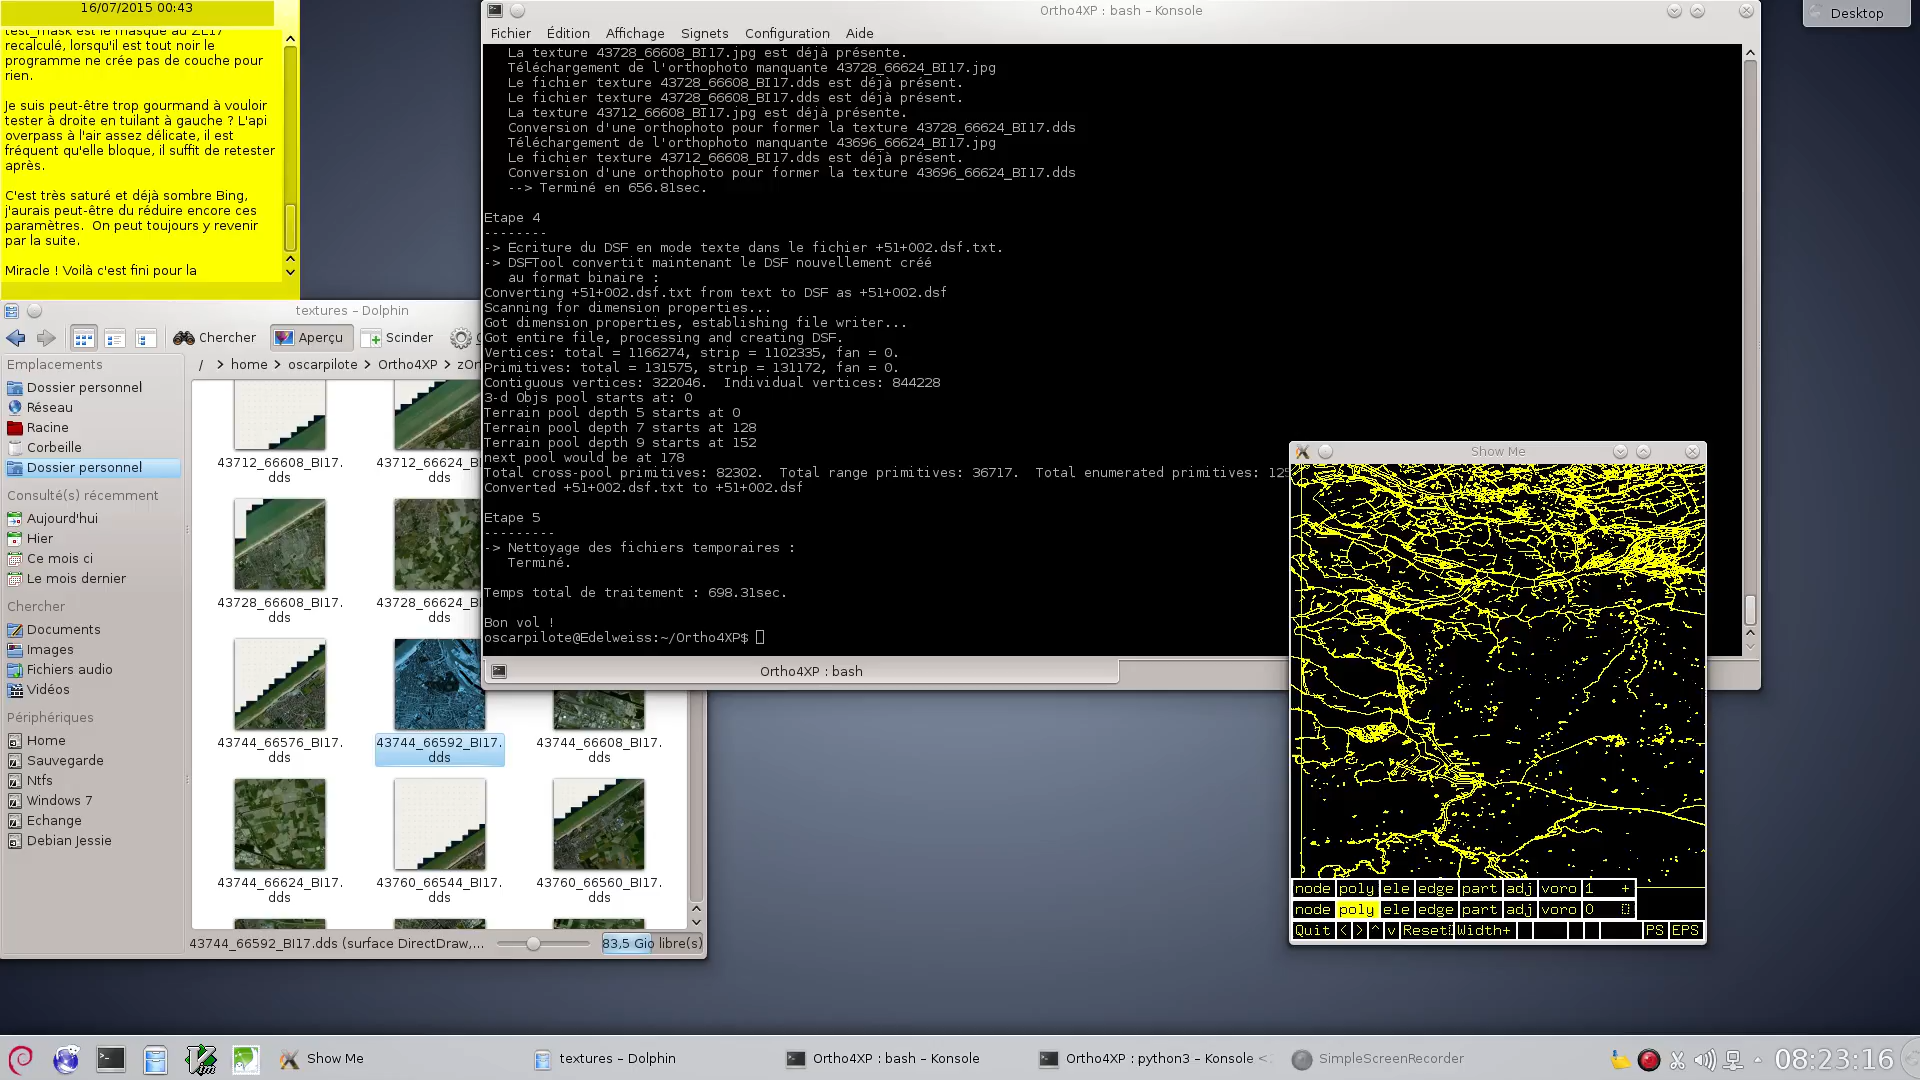 16/07/2015 00:43
test_mask est le masque au ZL17
recalculé, lorsqu'il est tout noir le
programme ne crée pas de couche pour
rien.
Je suis peut-être trop gourmand à vouloir
tester à droite en tuilant à gauche ? L'api
overpass à l'air assez délicate, il est
fréquent qu'elle bloque, il suffit de retester
après.
C'est très saturé et déjà sombre Bing,
j'aurais peut-être du réduire encore ces
paramètres.  On peut toujours y revenir
par la suite.
Miracle ! Voilà c'est fini pour la
Ortho4XP : bash – Konsole
Fichier Édition Affichage Signets Configuration Aide
La texture 43728_66608_BI17.jpg est déjà présente.
Téléchargement de l'orthophoto manquante 43728_66624_BI17.jpg
Le fichier texture 43728_66608_BI17.dds est déjà présent.
Le fichier texture 43728_66608_BI17.dds est déjà présent.
La texture 43712_66608_BI17.jpg est déjà présente.
Conversion d'une orthophoto pour former la texture 43728_66624_BI17.dds
Téléchargement de l'orthophoto manquante 43696_66624_BI17.jpg
Le fichier texture 43712_66608_BI17.dds est déjà présent.
Conversion d'une orthophoto pour former la texture 43696_66624_BI17.dds
--> Terminé en 656.81sec.
Etape 4
--------
-> Ecriture du DSF en mode texte dans le fichier +51+002.dsf.txt.
-> DSFTool convertit maintenant le DSF nouvellement créé
au format binaire :
Converting +51+002.dsf.txt from text to DSF as +51+002.dsf
Scanning for dimension properties...
Got dimension properties, establishing file writer...
Got entire file, processing and creating DSF.
Vertices: total = 1166274, strip = 1102335, fan = 0.
Primitives: total = 131575, strip = 131172, fan = 0.
Contiguous vertices: 322046.  Individual vertices: 844228
3-d Objs pool starts at: 0
Terrain pool depth 5 starts at 0
Terrain pool depth 7 starts at 128
Terrain pool depth 9 starts at 152
next pool would be at 178
Total cross-pool primitives: 82302.  Total range primitives: 36717.  Total enumerated primitives: 125
Converted +51+002.dsf.txt to +51+002.dsf
Etape 5
---------
-> Nettoyage des fichiers temporaires :
Terminé.
Temps total de traitement : 698.31sec.
Bon vol !
oscarpilote@Edelweiss:~/Ortho4XP$
Ortho4XP : bash
textures – Dolphin
Chercher Aperçu Scinder
/ > home > oscarpilote > Ortho4XP > zOr
Emplacements
Dossier personnel
Réseau
Racine
Corbeille
Dossier personnel
Consulté(s) récemment
Aujourd'hui
Hier
Ce mois ci
Le mois dernier
Chercher
Documents
Images
Fichiers audio
Vidéos
Périphériques
Home
Sauvegarde
Ntfs
Windows 7
Echange
Debian Jessie
43712_66608_BI17.dds
43712_66624_BI
43728_66608_BI17.dds
43728_66624_BI
43744_66576_BI17.dds
43744_66592_BI17.dds
43744_66608_BI17.dds
43744_66624_BI17.dds
43760_66544_BI17.dds
43760_66560_BI17.dds
43744_66592_BI17.dds (surface DirectDraw,...
83,5 Gio libre(s)
Show Me
node poly ele edge part adj voro 1 +
node poly ele edge part adj voro 0
Quit < > ^ v Reset Width+ PS EPS
Desktop
Show Me
textures – Dolphin
Ortho4XP : bash – Konsole
Ortho4XP : python3 – Konsole <
SimpleScreenRecorder
08:23:16